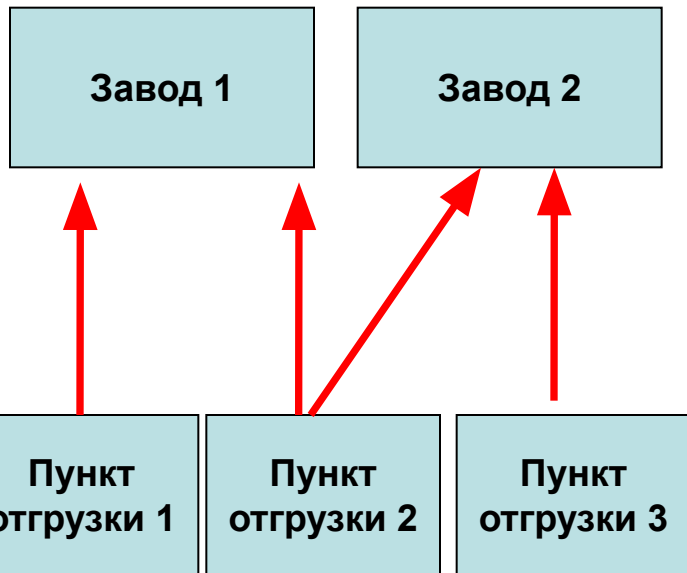 Завод 1
Завод 2
Пункт
отгрузки 1
Пункт
отгрузки 2
Пункт
отгрузки 3